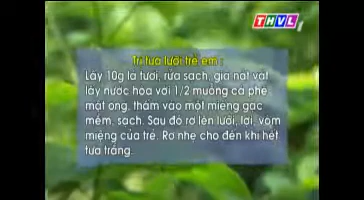 THVL1
Trị tưa lưỡi trẻ em :
Lấy 10g lá tươi, rửa sạch, giã nát vắt
lấy nước hòa với 1/2 muỗng cà phê
mật ong, thấm vào một miếng gạc
mềm, sạch. Sau đó rơ lên lưỡi, lợi, vòm
miệng của trẻ. Rơ nhẹ cho đến khi hết
tưa trắng.